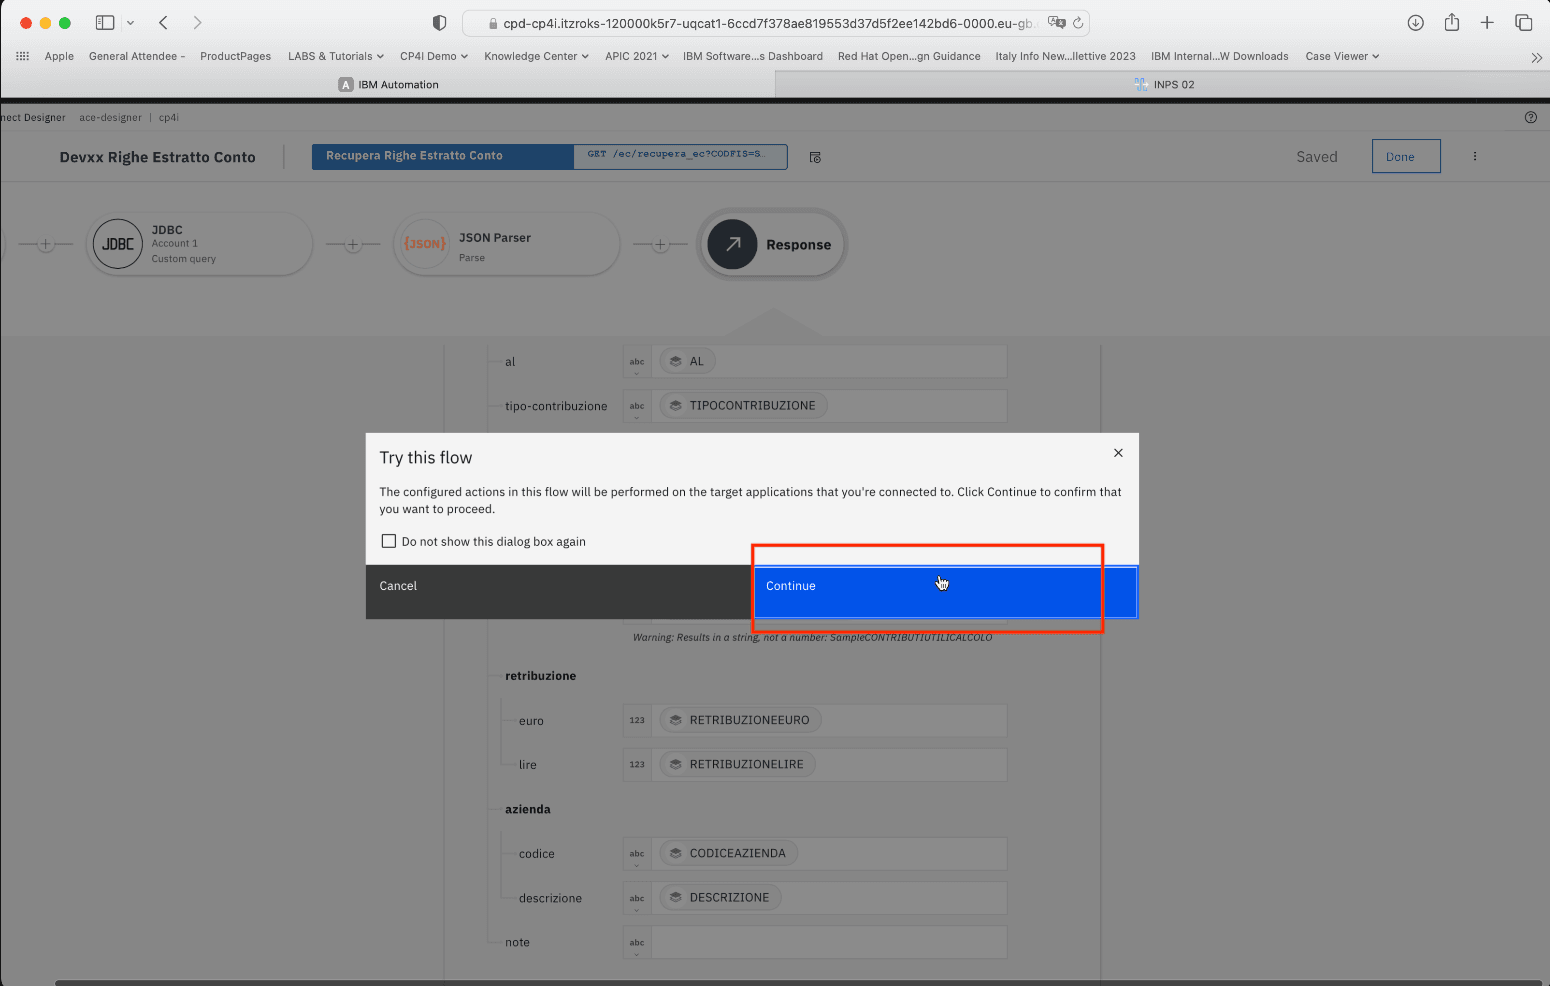 cpd-cp4i.itzroks-120000k5r7-uqcat1-6ccd7f378ae819553d37d5f2ee142bd6-0000.eu-gb.
Apple General Attendee - ProductPages LABS & Tutorials CP4I Demo Knowledge Center APIC 2021 IBM Software...s Dashboard Red Hat Open...gn Guidance Italy Info New...llettive 2023 IBM Internal...W Downloads Case Viewer
A IBM Automation INPS 02
nect Designer ace-designer | cp4i
Devxx Righe Estratto Conto Recupera Righe Estratto Conto GET /ec/recupera_ec?CODFIS=S… Saved Done
JDBC
JDBC
Account 1
Custom query
{JSON}
JSON Parser
Parse
Response
al abc AL
tipo-contribuzione abc TIPOCONTRIBUZIONE
Try this flow
The configured actions in this flow will be performed on the target applications that you're connected to. Click Continue to confirm that
you want to proceed.
Do not show this dialog box again
Cancel Continue
Warning: Results in a string, not a number: SampleCONTRIBUTIUTILICALCOLO
retribuzione
euro 123 RETRIBUZIONEEURO
lire 123 RETRIBUZIONELIRE
azienda
codice abc CODICEAZIENDA
descrizione abc DESCRIZIONE
note abc